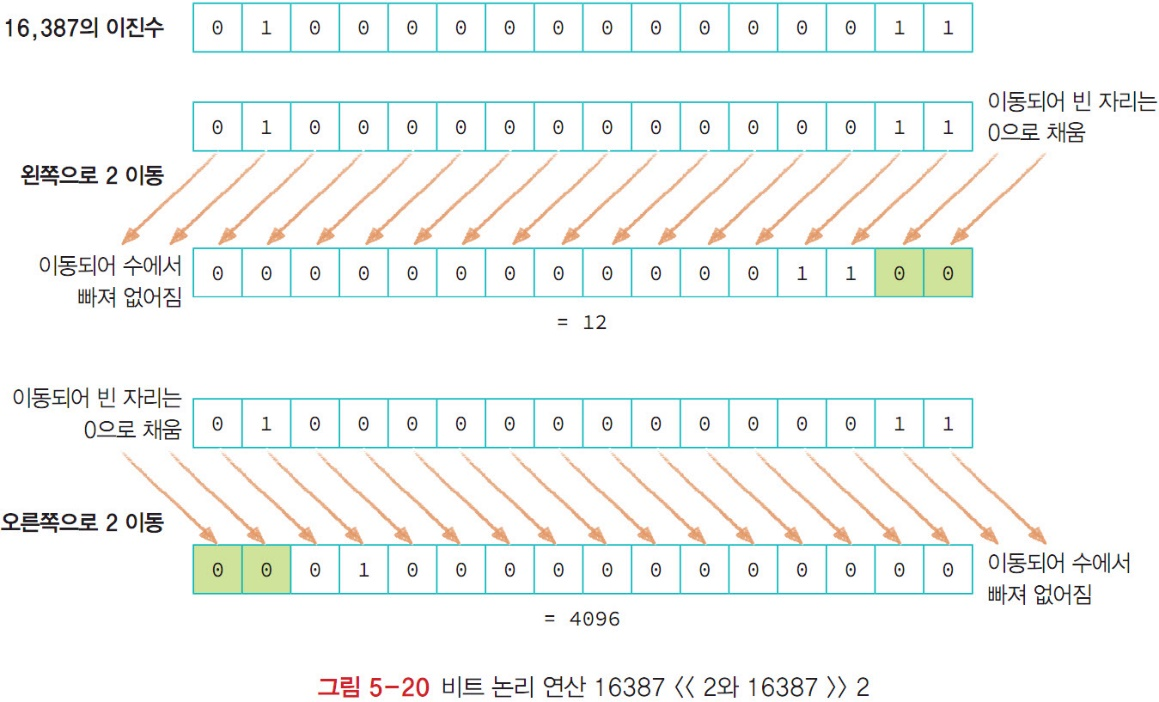 16,387의 이진수 0 1 0 0 0 0 0 0 0 0 0 0 0 0 1 1
0 1 0 0 0 0 0 0 0 0 0 0 0 0 1 1
이동되어 빈 자리는
0으로 채움
왼쪽으로 2 이동
이동되어 수에서
빠져 없어짐
0 0 0 0 0 0 0 0 0 0 0 0 1 1 0 0
= 12
이동되어 빈 자리는
0으로 채움
0 1 0 0 0 0 0 0 0 0 0 0 0 0 1 1
오른쪽으로 2 이동
0 0 0 1 0 0 0 0 0 0 0 0 0 0 0 0
이동되어 수에서
빠져 없어짐
= 4096
그림 5-20 비트 논리 연산 16387 << 2와 16387 >> 2